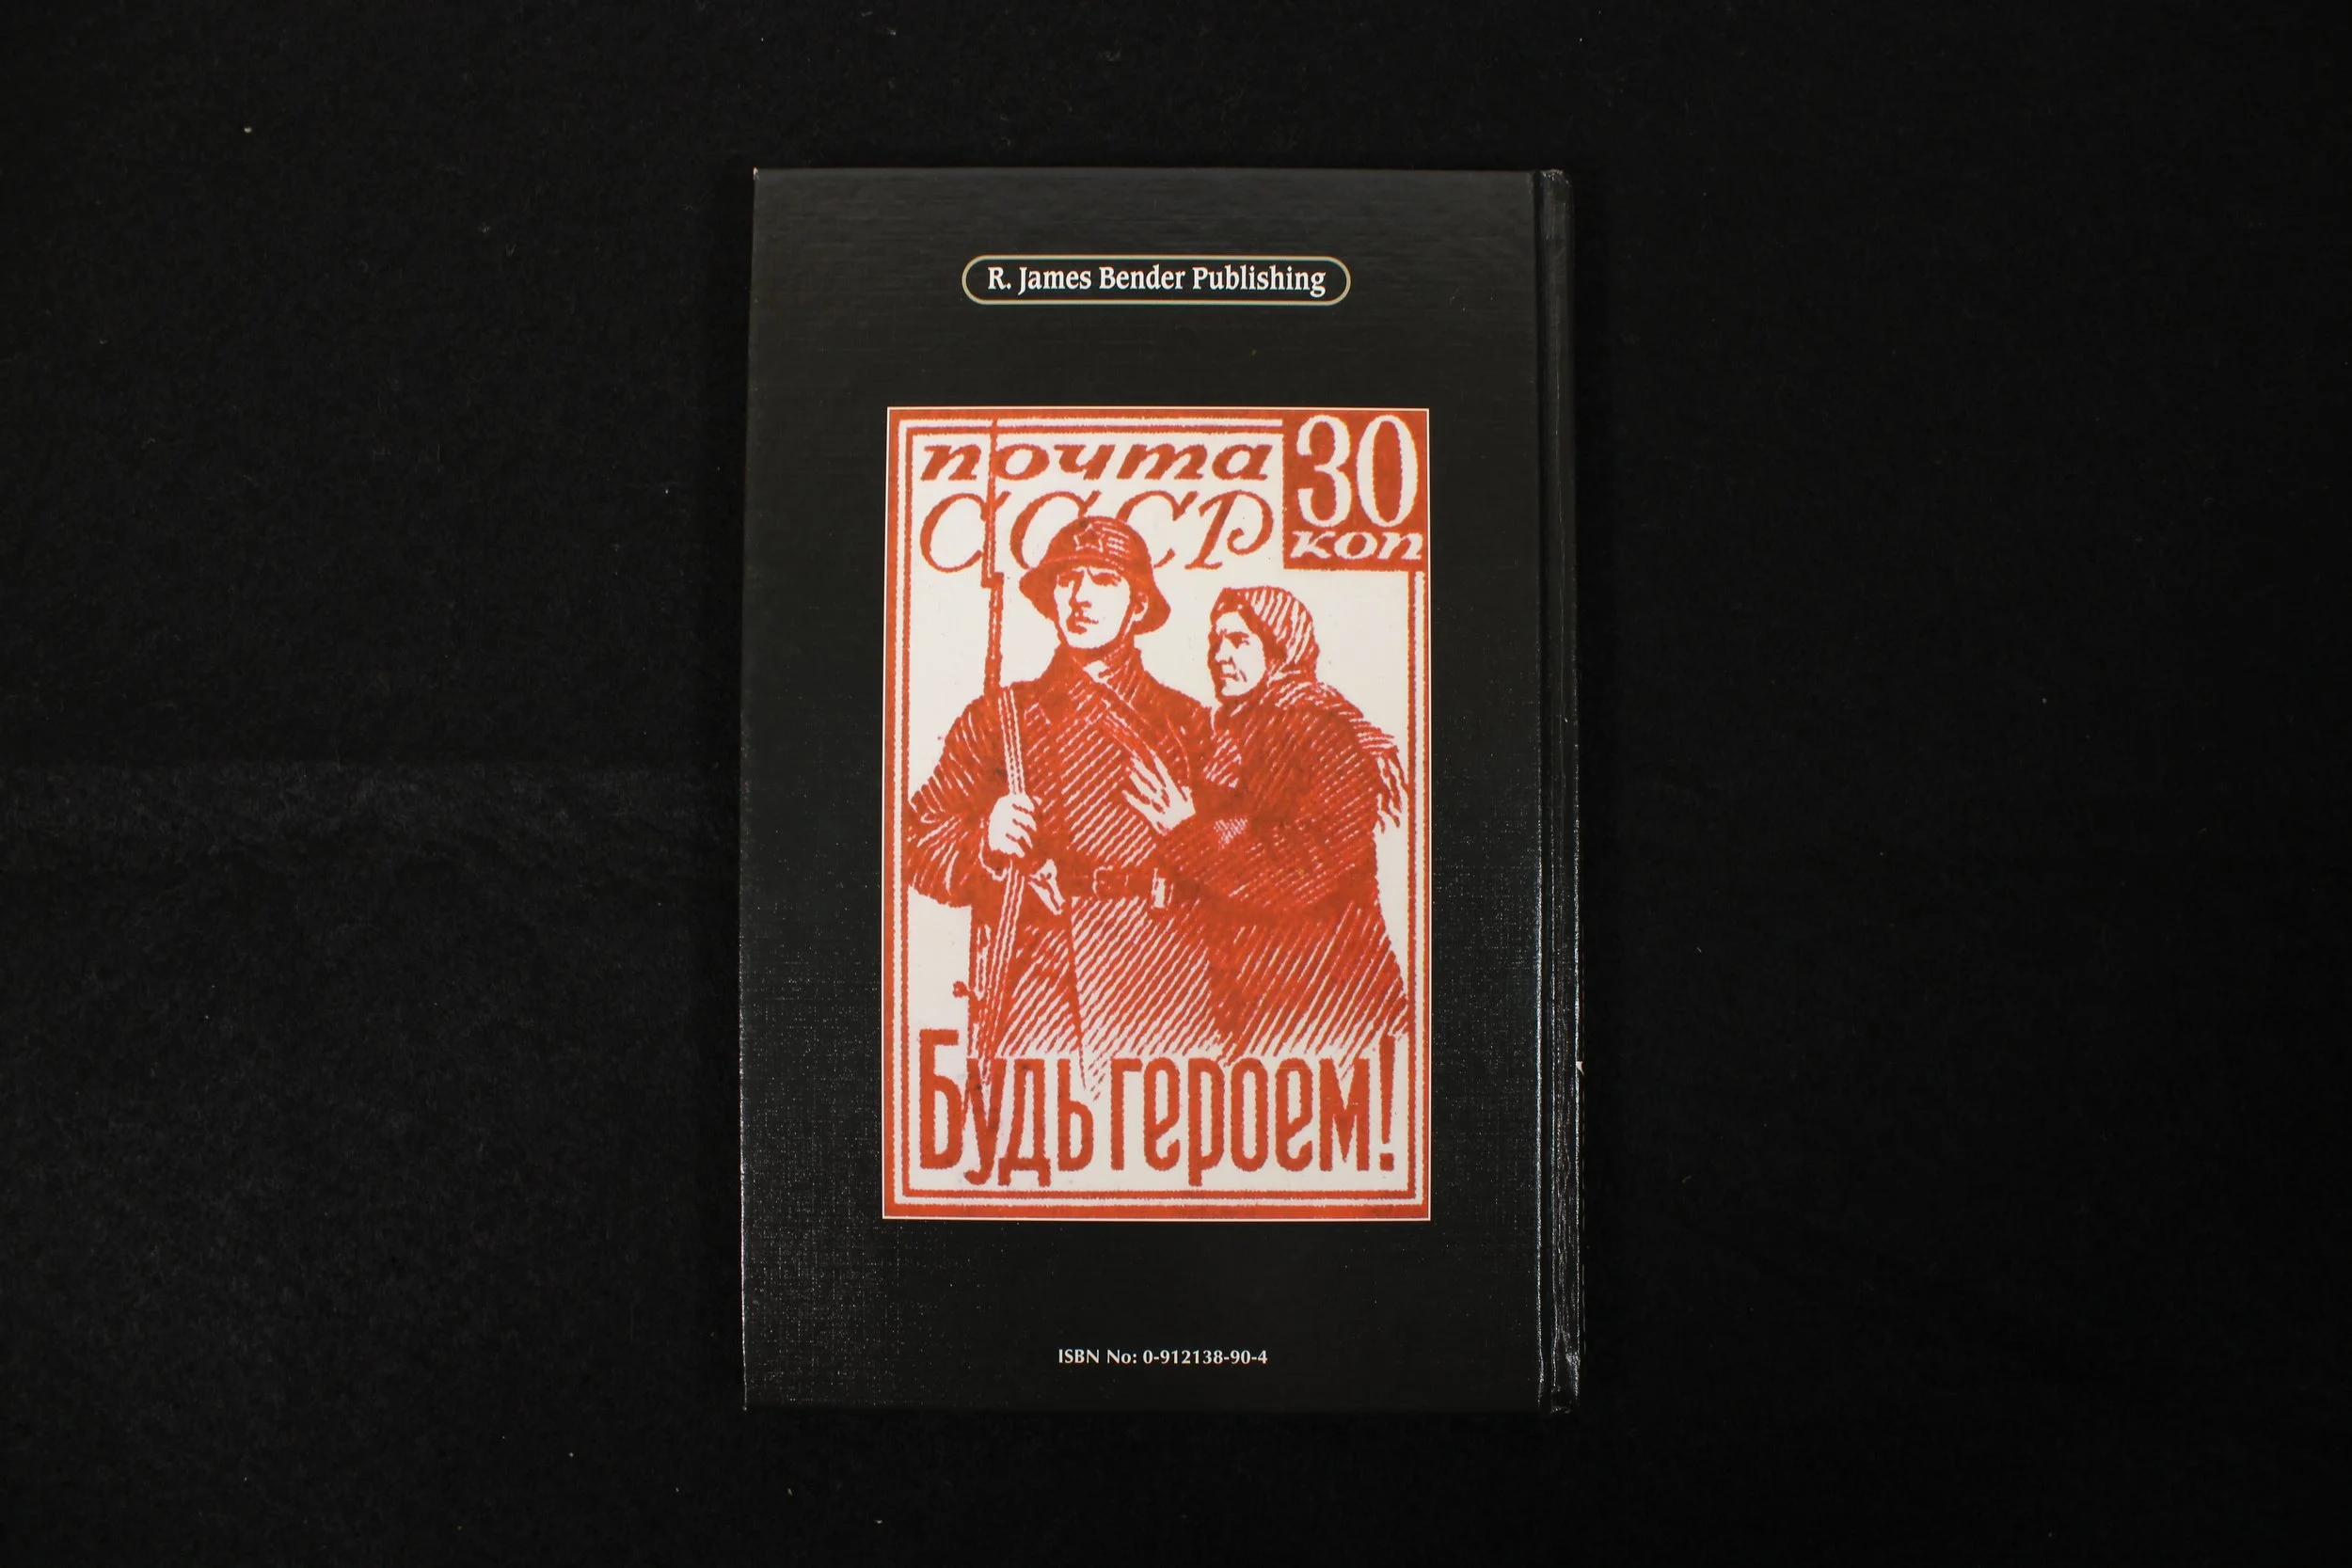 R. James Bender Publishing
почта
СССР
30
коп
Будь героем!
ISBN No: 0-912138-90-4